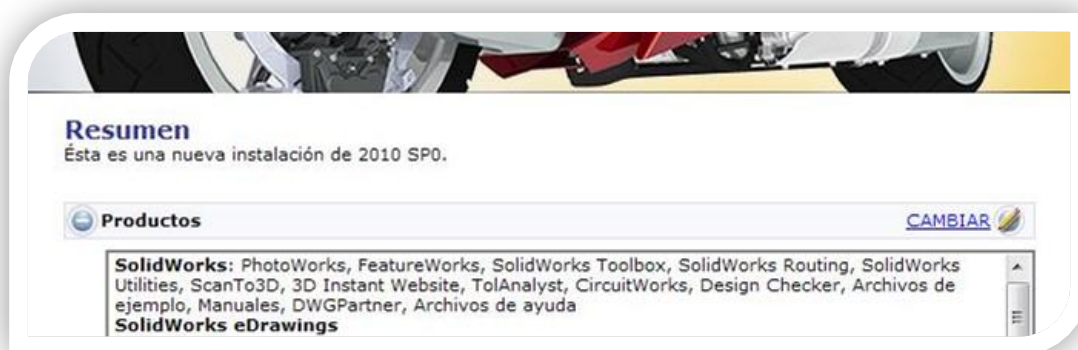 Resumen
Ésta es una nueva instalación de 2010 SP0.
Productos
CAMBIAR
SolidWorks: PhotoWorks, FeatureWorks, SolidWorks Toolbox, SolidWorks Routing, SolidWorks
Utilities, ScanTo3D, 3D Instant Website, TolAnalyst, CircuitWorks, Design Checker, Archivos de
ejemplo, Manuales, DWGPartner, Archivos de ayuda
SolidWorks eDrawings